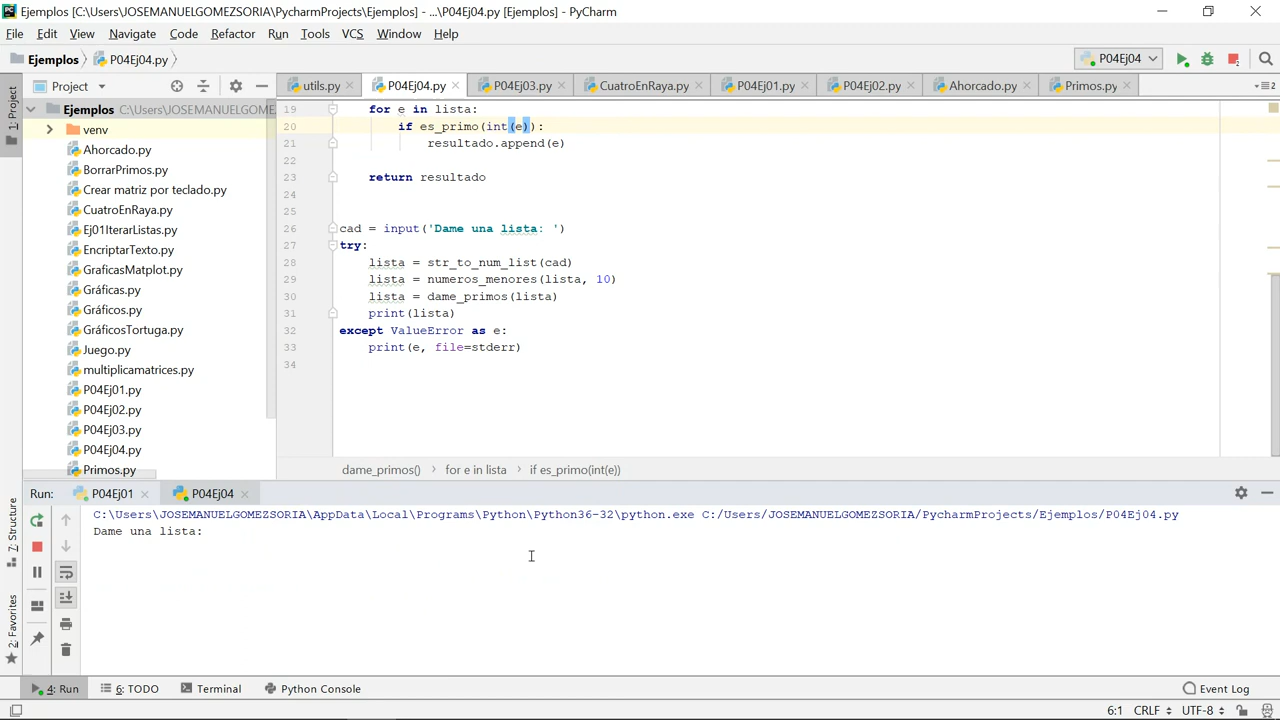 Ejemplos [C:\Users\JOSEMANUELGOMEZSORIA\PycharmProjects\Ejemplos] - ...\P04Ej04.py [Ejemplos] - PyCharm
File Edit View Navigate Code Refactor Run Tools VCS Window Help
Ejemplos P04Ej04.py P04Ej04
1: Project
Project utils.py P04Ej04.py P04Ej03.py CuatroEnRaya.py P04Ej01.py P04Ej02.py Ahorcado.py Primos.py 2
Ejemplos C:\Users\JOSEMANUELGOME
venv
Ahorcado.py
BorrarPrimos.py
Crear matriz por teclado.py
CuatroEnRaya.py
Ej01IterarListas.py
EncriptarTexto.py
GraficasMatplot.py
Gráficas.py
Gráficos.py
GráficosTortuga.py
Juego.py
multiplicamatrices.py
P04Ej01.py
P04Ej02.py
P04Ej03.py
P04Ej04.py
Primos.py
19 for e in lista:
20 if es_primo(int(e)):
21 resultado.append(e)
22
23 return resultado
24
25
26 cad = input('Dame una lista: ')
27 try:
28 lista = str_to_num_list(cad)
29 lista = numeros_menores(lista, 10)
30 lista = dame_primos(lista)
31 print(lista)
32 except ValueError as e:
33 print(e, file=stderr)
34
dame_primos() for e in lista if es_primo(int(e))
Run: P04Ej01 P04Ej04
C:\Users\JOSEMANUELGOMEZSORIA\AppData\Local\Programs\Python\Python36-32\python.exe C:/Users/JOSEMANUELGOMEZSORIA/PycharmProjects/Ejemplos/P04Ej04.py
Dame una lista:
7: Structure
2: Favorites
4: Run 6: TODO Terminal Python Console Event Log
6:1 CRLF UTF-8